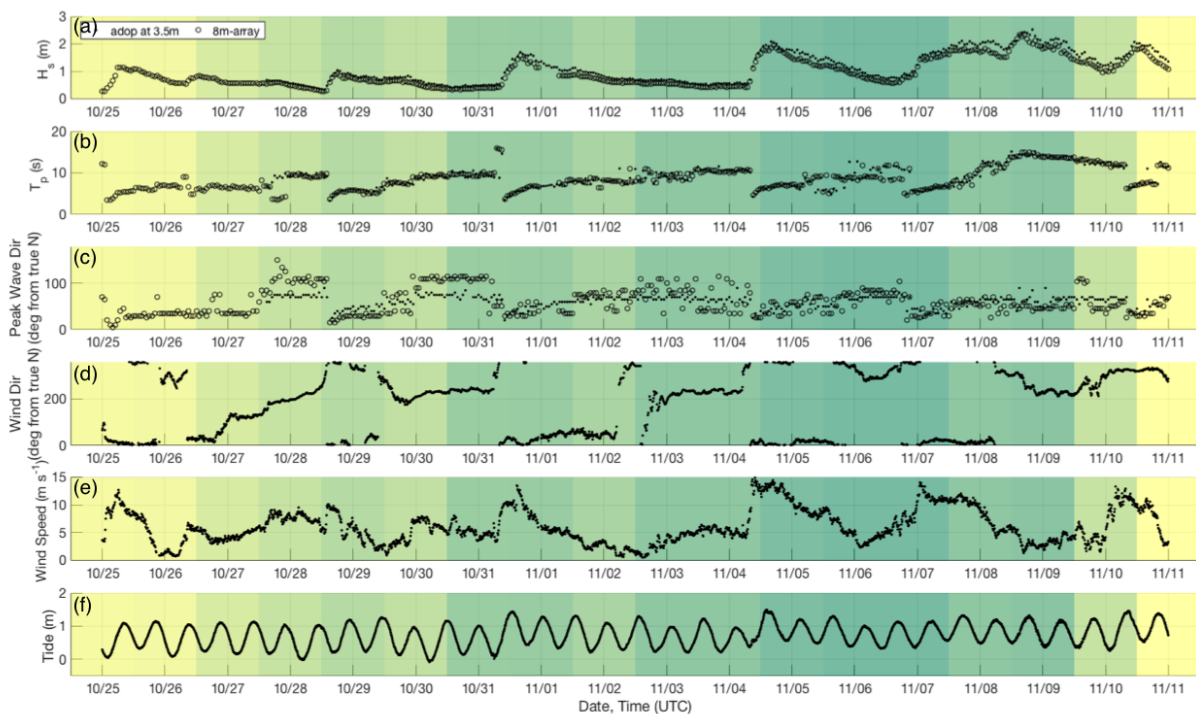 (a)
adop at 3.5m 8m-array
H_s (m)
3
2
1
0
10/25 10/26 10/27 10/28 10/29 10/30 10/31 11/01 11/02 11/03 11/04 11/05 11/06 11/07 11/08 11/09 11/10 11/11
(b)
T_p (s)
20
10
0
10/25 10/26 10/27 10/28 10/29 10/30 10/31 11/01 11/02 11/03 11/04 11/05 11/06 11/07 11/08 11/09 11/10 11/11
(c)
Peak Wave Dir
(deg from true N)
100
0
10/25 10/26 10/27 10/28 10/29 10/30 10/31 11/01 11/02 11/03 11/04 11/05 11/06 11/07 11/08 11/09 11/10 11/11
(d)
Wind Dir
(deg from true N)
200
0
10/25 10/26 10/27 10/28 10/29 10/30 10/31 11/01 11/02 11/03 11/04 11/05 11/06 11/07 11/08 11/09 11/10 11/11
(e)
Wind Speed (m s⁻¹)
15
10
5
0
10/25 10/26 10/27 10/28 10/29 10/30 10/31 11/01 11/02 11/03 11/04 11/05 11/06 11/07 11/08 11/09 11/10 11/11
(f)
Tide (m)
2
1
0
10/25 10/26 10/27 10/28 10/29 10/30 10/31 11/01 11/02 11/03 11/04 11/05 11/06 11/07 11/08 11/09 11/10 11/11
Date, Time (UTC)